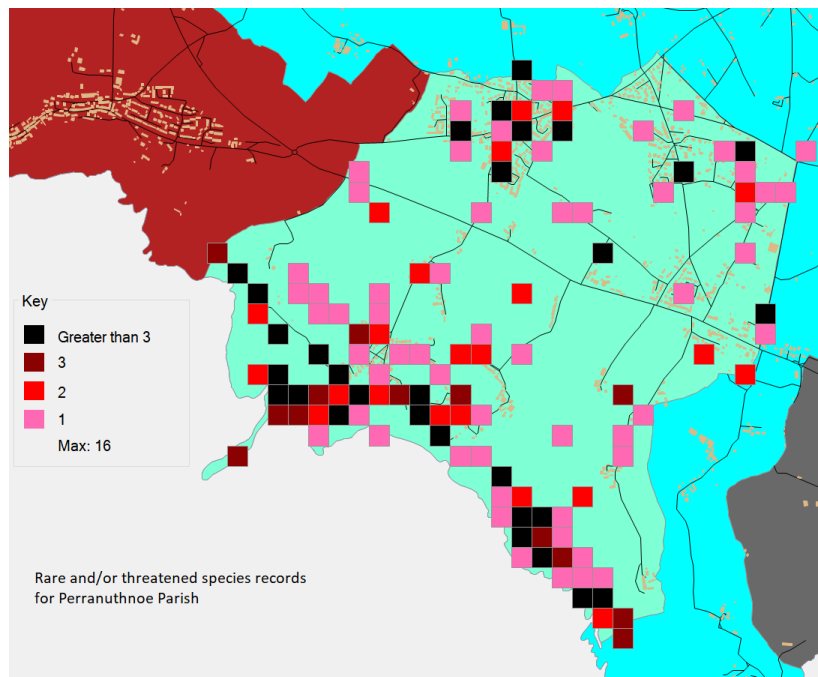 Key
Greater than 3
3
2
1
Max: 16
Rare and/or threatened species records
for Perranuthnoe Parish